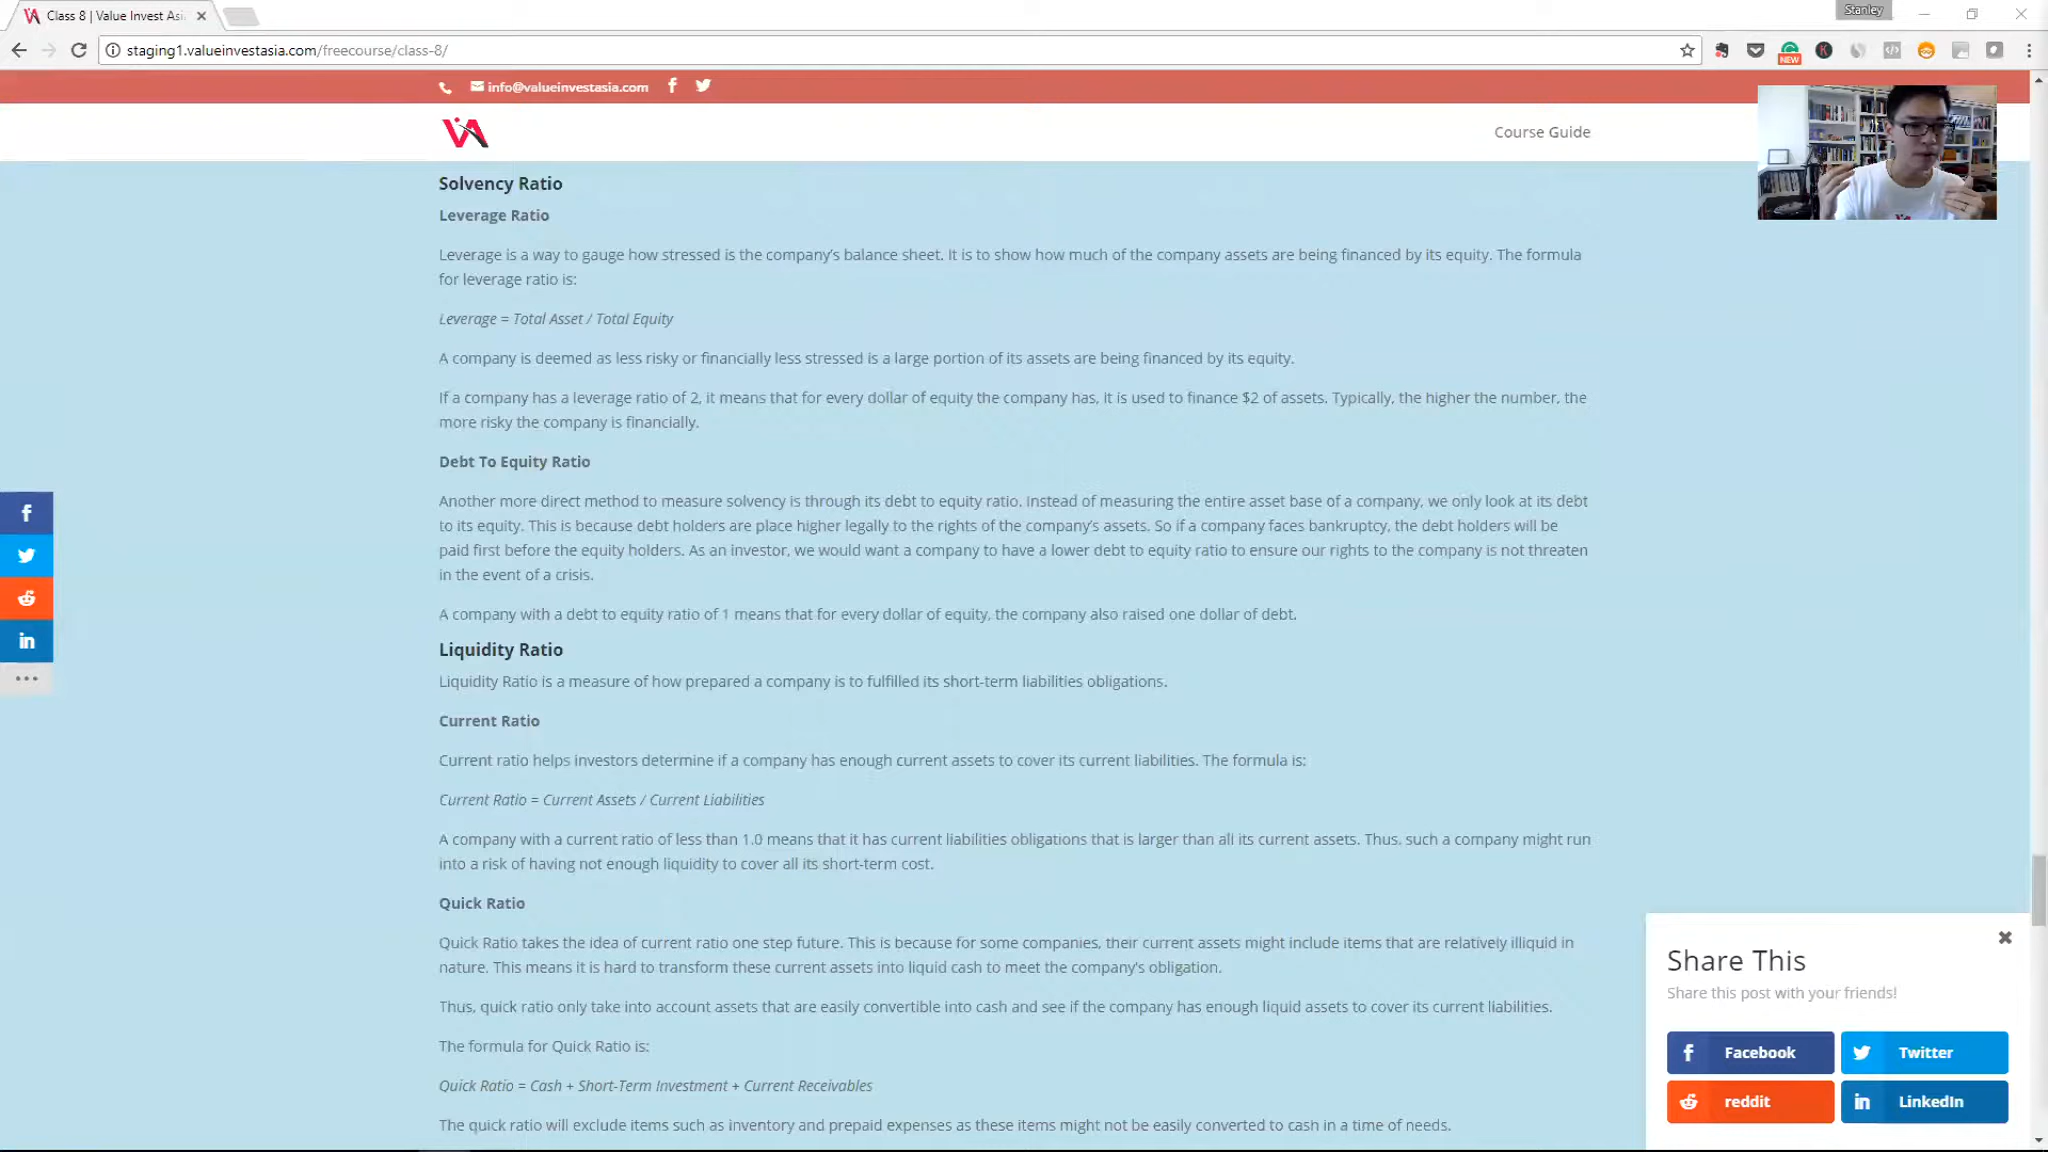 Class 8 | Value Invest Asi
Stanley
staging1.valueinvestasia.com/freecourse/class-8/
NEW
info@valueinvestasia.com
VA
Course Guide
Solvency Ratio
Leverage Ratio
Leverage is a way to gauge how stressed is the company's balance sheet. It is to show how much of the company assets are being financed by its equity. The formula
for leverage ratio is:
Leverage = Total Asset / Total Equity
A company is deemed as less risky or financially less stressed is a large portion of its assets are being financed by its equity.
If a company has a leverage ratio of 2, it means that for every dollar of equity the company has, it is used to finance $2 of assets. Typically, the higher the number, the
more risky the company is financially.
Debt To Equity Ratio
Another more direct method to measure solvency is through its debt to equity ratio. Instead of measuring the entire asset base of a company, we only look at its debt
to its equity. This is because debt holders are place higher legally to the rights of the company's assets. So if a company faces bankruptcy, the debt holders will be
paid first before the equity holders. As an investor, we would want a company to have a lower debt to equity ratio to ensure our rights to the company is not threaten
in the event of a crisis.
A company with a debt to equity ratio of 1 means that for every dollar of equity, the company also raised one dollar of debt.
Liquidity Ratio
Liquidity Ratio is a measure of how prepared a company is to fulfilled its short-term liabilities obligations.
Current Ratio
Current ratio helps investors determine if a company has enough current assets to cover its current liabilities. The formula is:
Current Ratio = Current Assets / Current Liabilities
A company with a current ratio of less than 1.0 means that it has current liabilities obligations that is larger than all its current assets. Thus. such a company might run
into a risk of having not enough liquidity to cover all its short-term cost.
Quick Ratio
Quick Ratio takes the idea of current ratio one step future. This is because for some companies, their current assets might include items that are relatively illiquid in
nature. This means it is hard to transform these current assets into liquid cash to meet the company's obligation.
Thus, quick ratio only take into account assets that are easily convertible into cash and see if the company has enough liquid assets to cover its current liabilities.
The formula for Quick Ratio is:
Quick Ratio = Cash + Short-Term Investment + Current Receivables
The quick ratio will exclude items such as inventory and prepaid expenses as these items might not be easily converted to cash in a time of needs.
Share This
Share this post with your friends!
Facebook
Twitter
reddit
LinkedIn